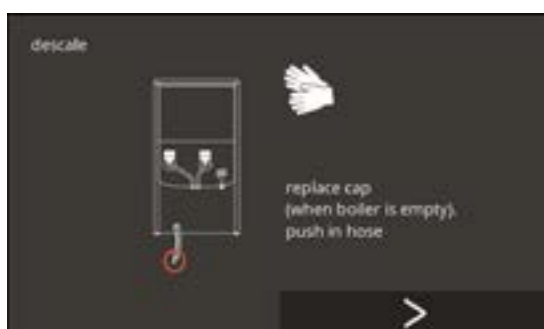 descale
replace cap
(when boiler is empty).
push in hose